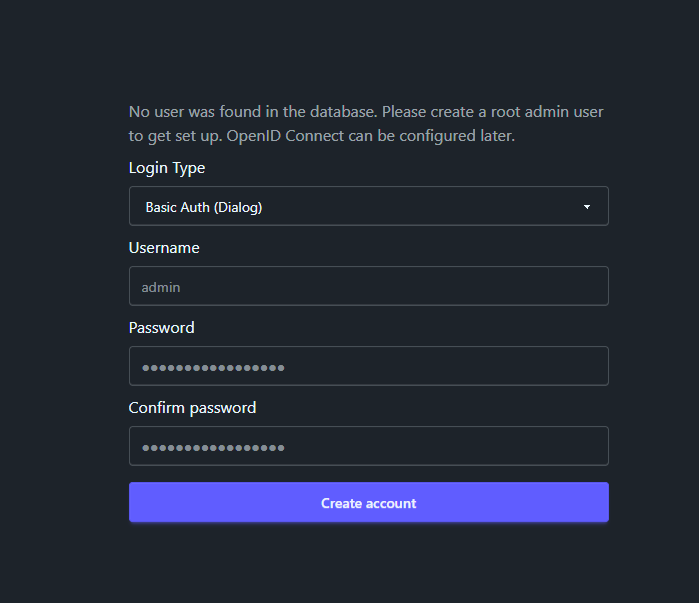 No user was found in the database. Please create a root admin user
to get set up. OpenID Connect can be configured later.
Login Type
Basic Auth (Dialog)
Username
admin
Password
●●●●●●●●●●●●●●●●●
Confirm password
●●●●●●●●●●●●●●●●●
Create account